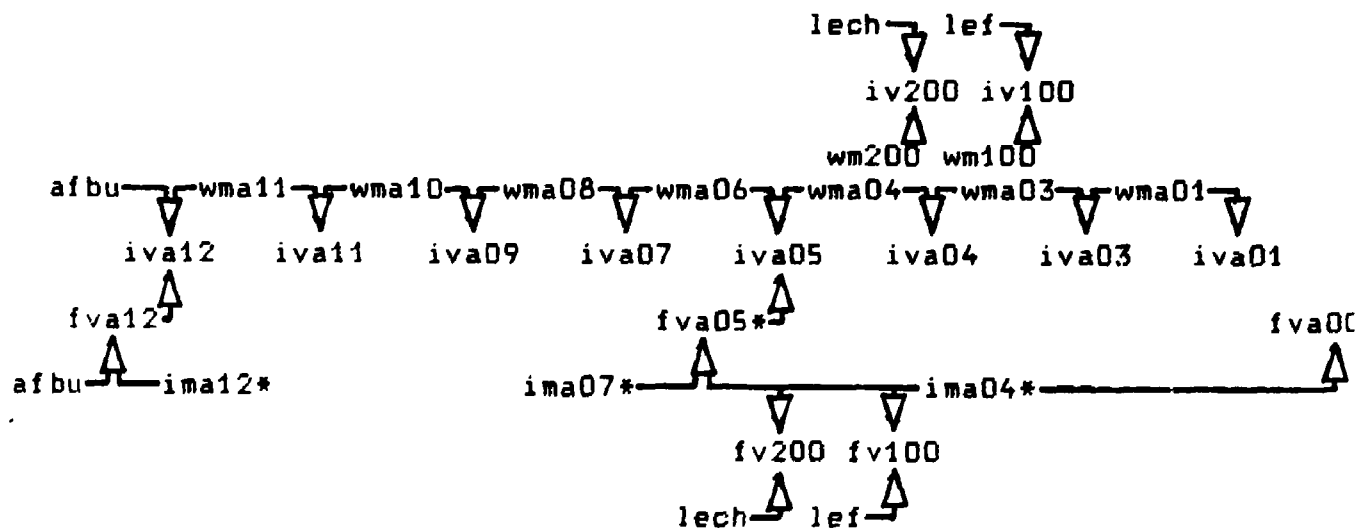 lech lef
iv200 iv100
wm200 wm100
afbu wma11 wma10 wma08 wma06 wma04 wma03 wma01
iva12 iva11 iva09 iva07 iva05 iva04 iva03 iva01
fva12 fva05* fva00
afbu ima12* ima07* ima04*
fv200 fv100
lech lef